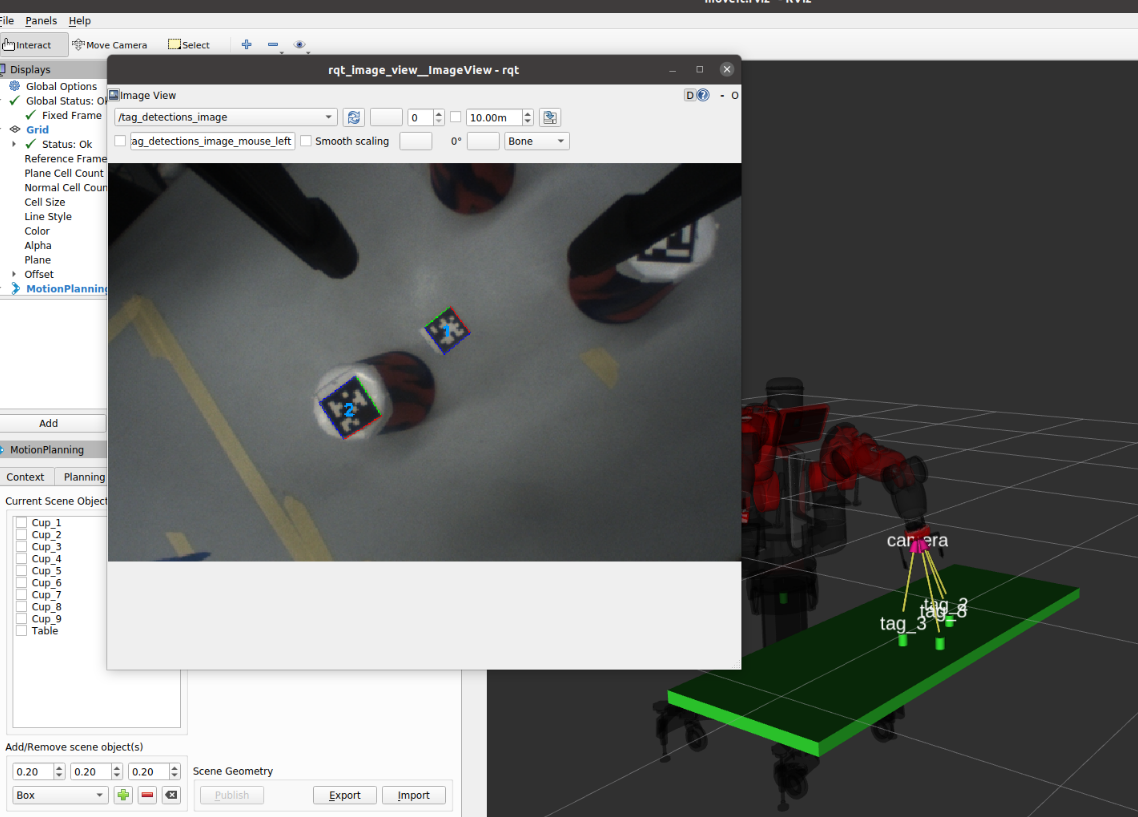 File Panels Help
Interact Move Camera Select
Displays
Global Options
Global Status: Ok
Fixed Frame
Grid
Status: Ok
Reference Frame
Plane Cell Count
Normal Cell Coun
Cell Size
Line Style
Color
Alpha
Plane
Offset
MotionPlanning
Add
MotionPlanning
Context Planning
Current Scene Object
Cup_1
Cup_2
Cup_3
Cup_4
Cup_5
Cup_6
Cup_7
Cup_8
Cup_9
Table
Add/Remove scene object(s)
0.20 0.20 0.20
Box
Scene Geometry
Publish Export Import
rqt_image_view__ImageView - rqt
Image View D - O
/tag_detections_image 0 10.00m
ag_detections_image_mouse_left Smooth scaling 0° Bone
1
2
camera
tag_2
tag_3